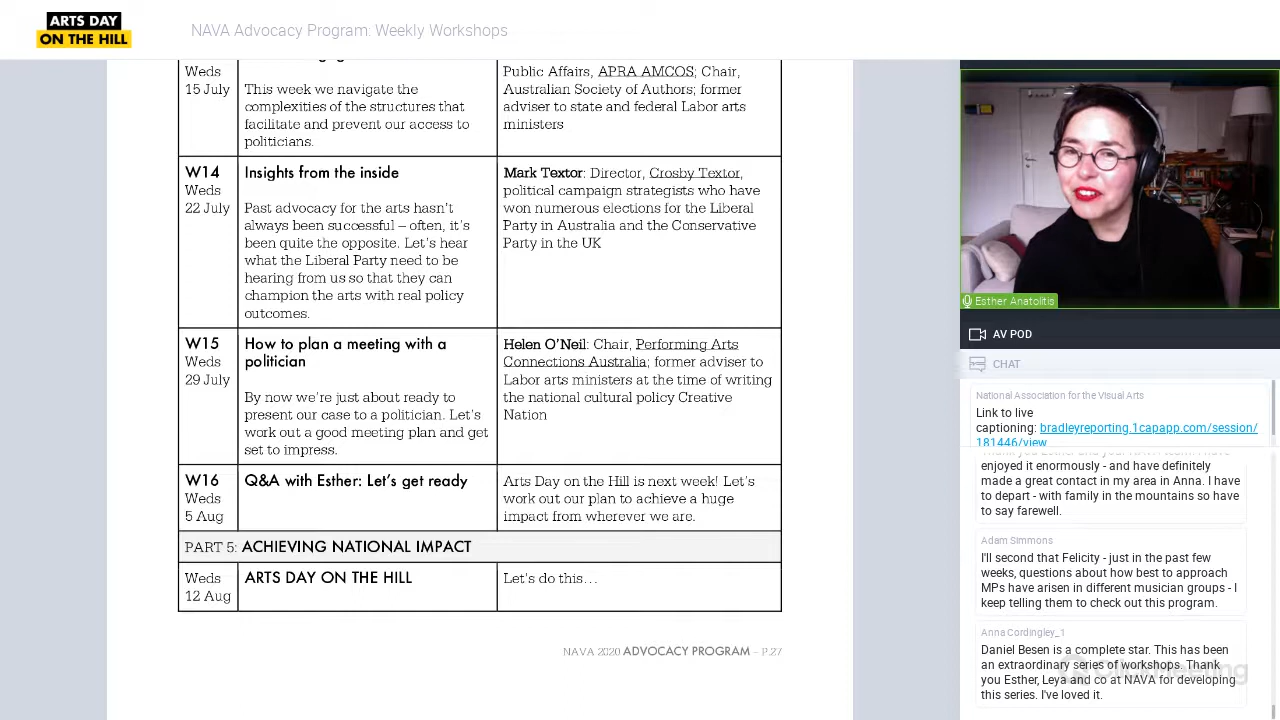 ARTS DAY
ON THE HILL
NAVA Advocacy Program: Weekly Workshops
Weds
15 July
This week we navigate the
complexities of the structures that
facilitate and prevent our access to
politicians.
Public Affairs, APRA AMCOS; Chair,
Australian Society of Authors; former
adviser to state and federal Labor arts
ministers
W14
Weds
22 July
Insights from the inside
Past advocacy for the arts hasn't
always been successful – often, it's
been quite the opposite. Let's hear
what the Liberal Party need to be
hearing from us so that they can
champion the arts with real policy
outcomes.
Mark Textor: Director, Crosby Textor,
political campaign strategists who have
won numerous elections for the Liberal
Party in Australia and the Conservative
Party in the UK
W15
Weds
29 July
How to plan a meeting with a
politician
By now we're just about ready to
present our case to a politician. Let's
work out a good meeting plan and get
set to impress.
Helen O'Neil: Chair, Performing Arts
Connections Australia; former adviser to
Labor arts ministers at the time of writing
the national cultural policy Creative
Nation
W16
Weds
5 Aug
Q&A with Esther: Let's get ready
Arts Day on the Hill is next week! Let's
work out our plan to achieve a huge
impact from wherever we are.
PART 5: ACHIEVING NATIONAL IMPACT
Weds
12 Aug
ARTS DAY ON THE HILL
Let's do this…
NAVA 2020 ADVOCACY PROGRAM – P.27
Esther Anatolitis
AV POD
CHAT
National Association for the Visual Arts
Link to live
captioning: bradleyreporting.1capapp.com/session/
181446/view
enjoyed it enormously - and have definitely
made a great contact in my area in Anna. I have
to depart - with family in the mountains so have
to say farewell.
Adam Simmons
I'll second that Felicity - just in the past few
weeks, questions about how best to approach
MPs have arisen in different musician groups - I
keep telling them to check out this program.
Anna Cordingley_1
Daniel Besen is a complete star. This has been
an extraordinary series of workshops. Thank
you Esther, Leya and co at NAVA for developing
this series. I've loved it.
ClickMeeting